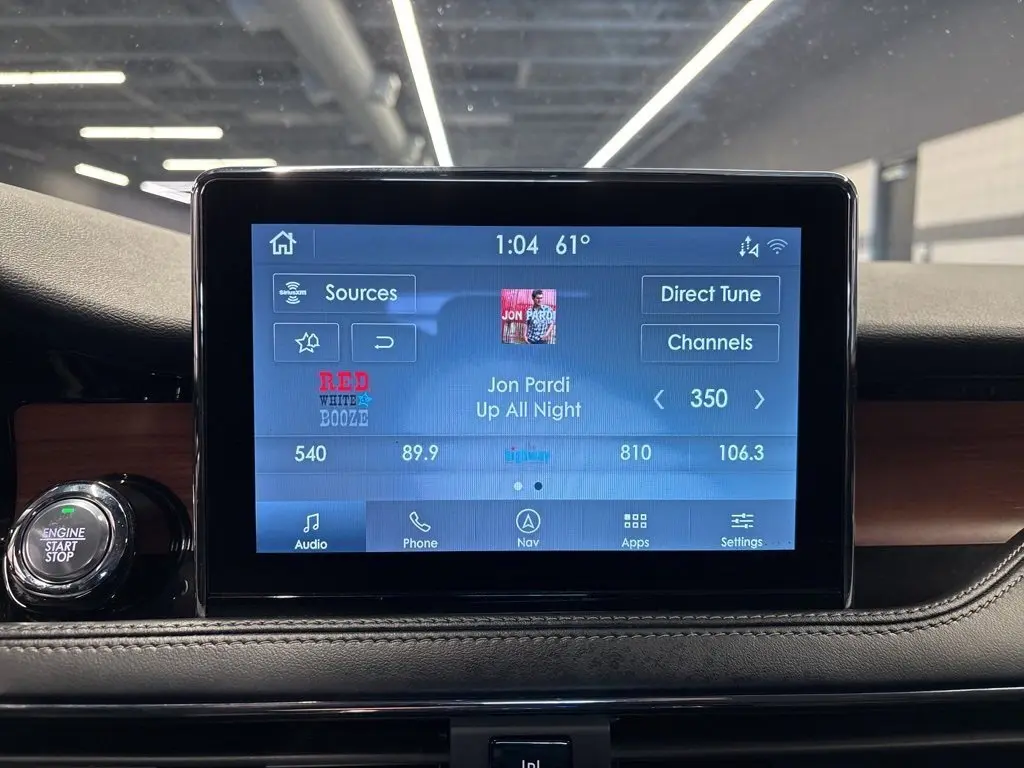 1:04 61°
SiriusXM Sources
Direct Tune
JON PARDI
Channels
RED
WHITE
BOOZE
Jon Pardi
Up All Night
350
540 89.9 highway 810 106.3
Audio Phone Nav Apps Settings
ENGINE
START
STOP